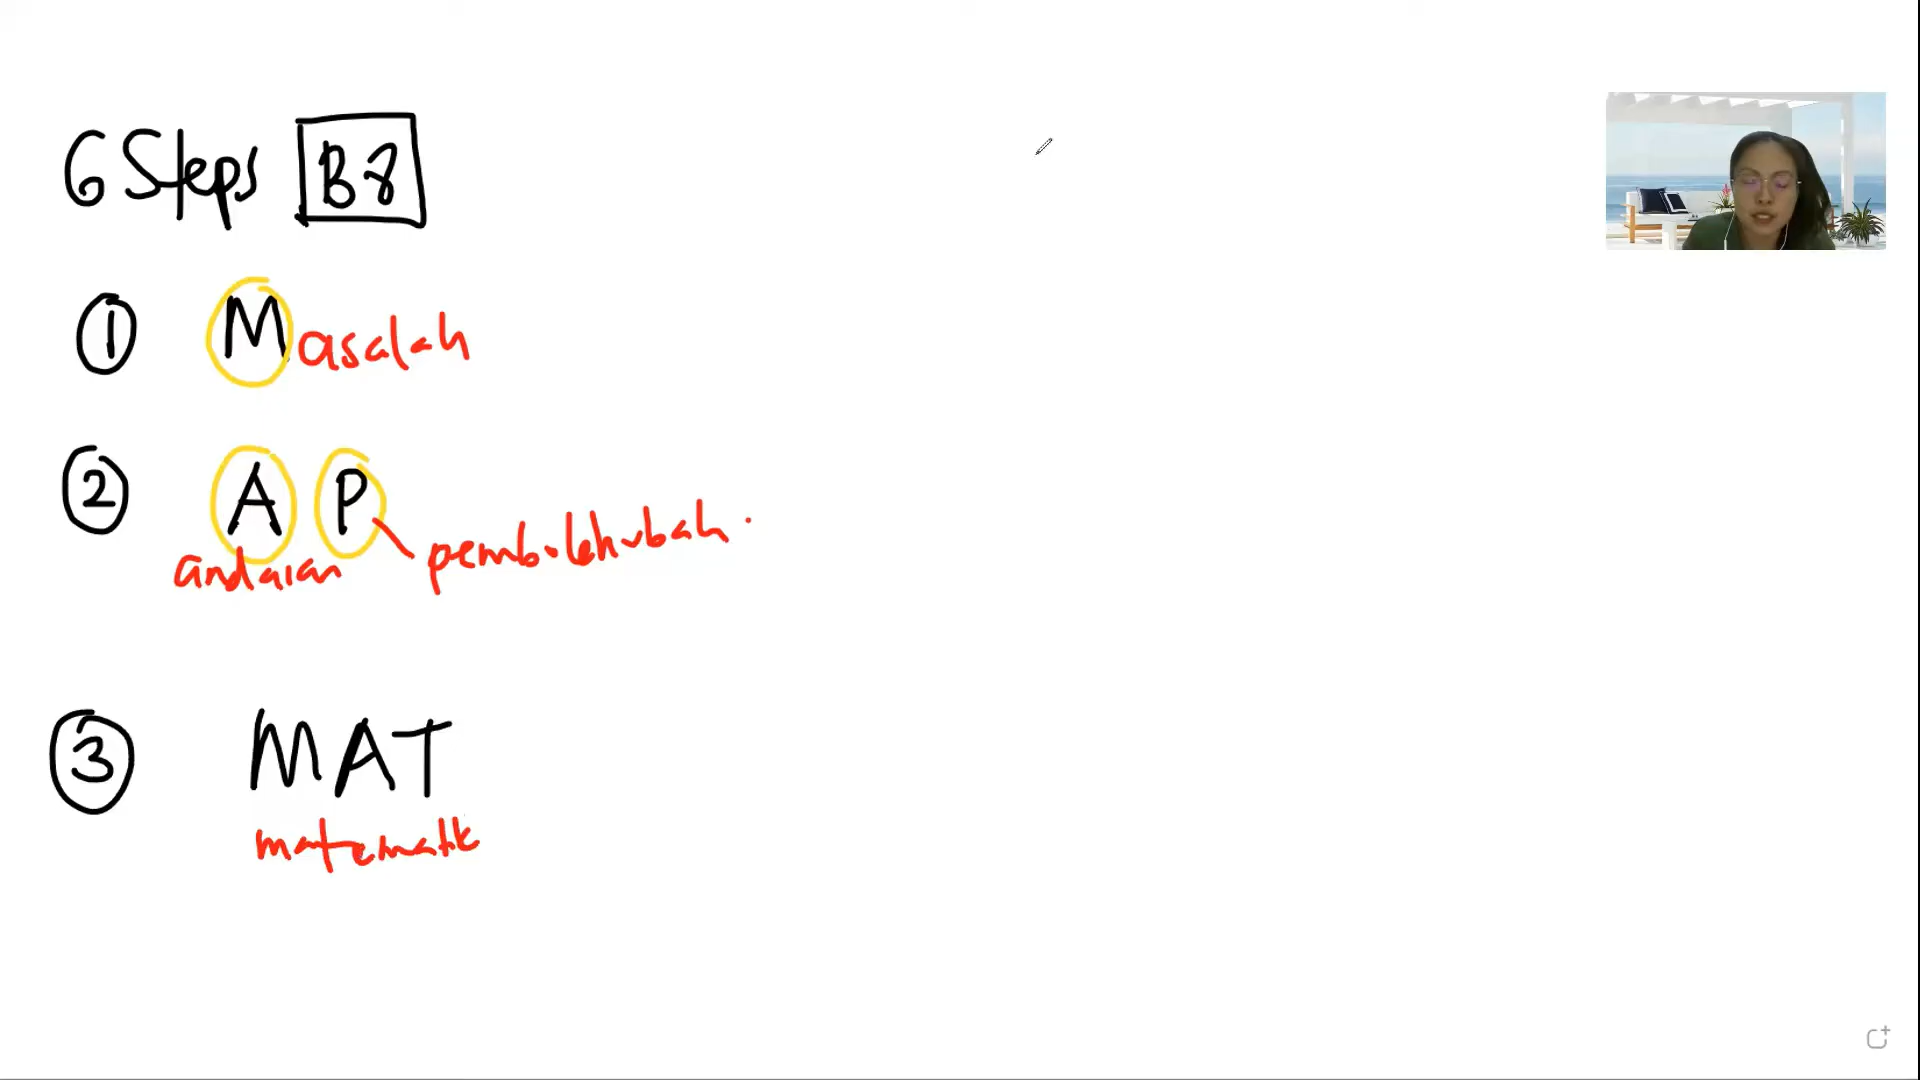 6 Steps B8
1 Masalah
2 A P
andaian pembolehubah.
3 MAT
matematik